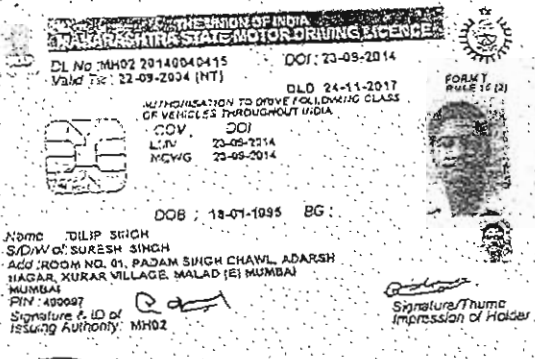 THE UNION OF INDIA
MAHARASHTRA STATE MOTOR DRIVING LICENCE
DL No :MH02 20140040415 DOI : 23-09-2014
Valid Till : 22-09-2034 (NT)
DLD 24-11-2017
FORM 7
RULE 16 (2)
AUTHORISATION TO DRIVE FOLLOWING CLASS
OF VEHICLES THROUGHOUT INDIA
COV. DOI
LMV 23-09-2014
MCWG 23-09-2014
DOB : 18-01-1995 BG :
Name :DILIP SINGH
S/D/W of: SURESH SINGH
Add :ROOM NO. 01, PADAM SINGH CHAWL, ADARSH
NAGAR, KURAR VILLAGE, MALAD (E) MUMBAI
MUMBAI
PIN : 400097
Signature & ID of
Issuing Authority: MH02
Signature/Thumb
Impression of Holder